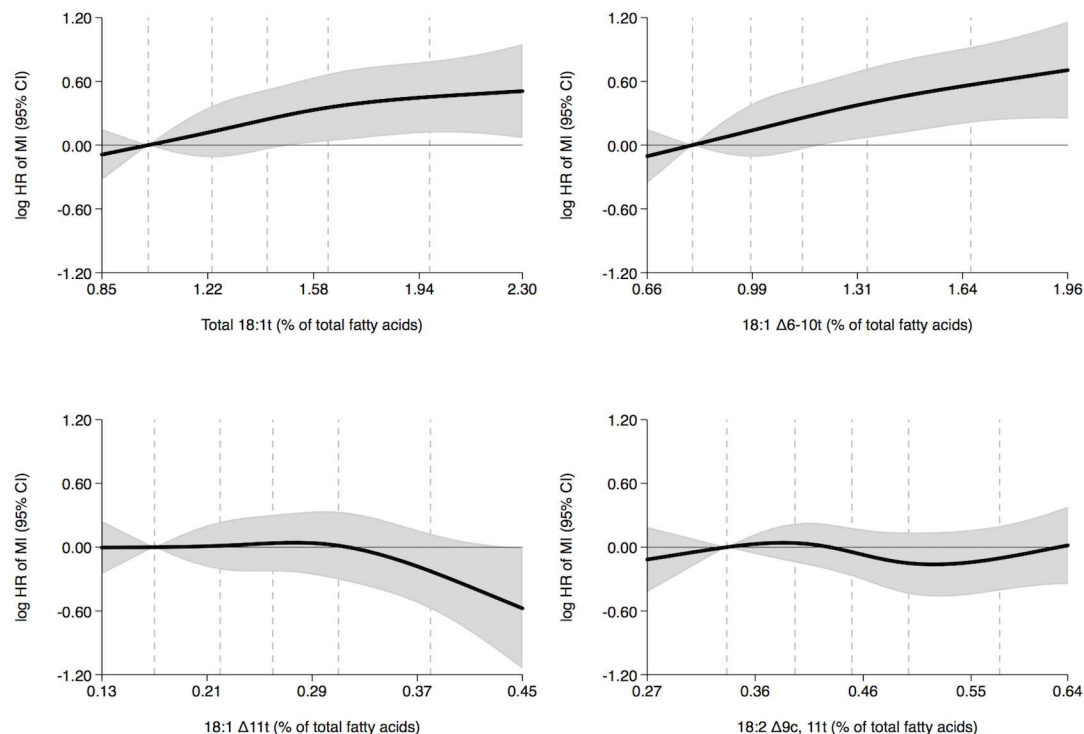 1.20
0.60
0.00
-0.60
-1.20
log HR of MI (95% CI)
0.85 1.22 1.58 1.94 2.30
Total 18:1t (% of total fatty acids)
1.20
0.60
0.00
-0.60
-1.20
log HR of MI (95% CI)
0.66 0.99 1.31 1.64 1.96
18:1 Δ6-10t (% of total fatty acids)
1.20
0.60
0.00
-0.60
-1.20
log HR of MI (95% CI)
0.13 0.21 0.29 0.37 0.45
18:1 Δ11t (% of total fatty acids)
1.20
0.60
0.00
-0.60
-1.20
log HR of MI (95% CI)
0.27 0.36 0.46 0.55 0.64
18:2 Δ9c, 11t (% of total fatty acids)